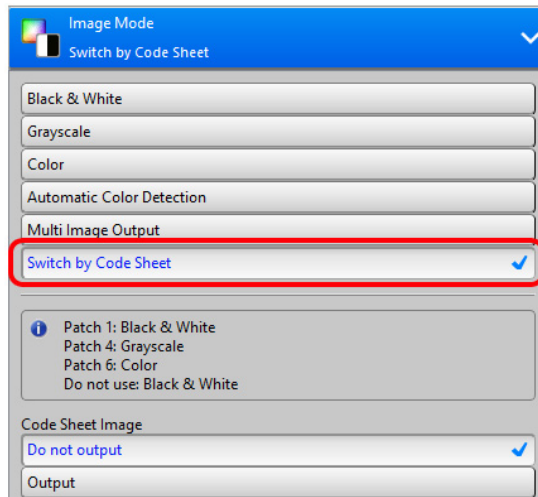 Image Mode
Switch by Code Sheet
Black & White
Grayscale
Color
Automatic Color Detection
Multi Image Output
Switch by Code Sheet
Patch 1: Black & White
Patch 4: Grayscale
Patch 6: Color
Do not use: Black & White
Code Sheet Image
Do not output
Output